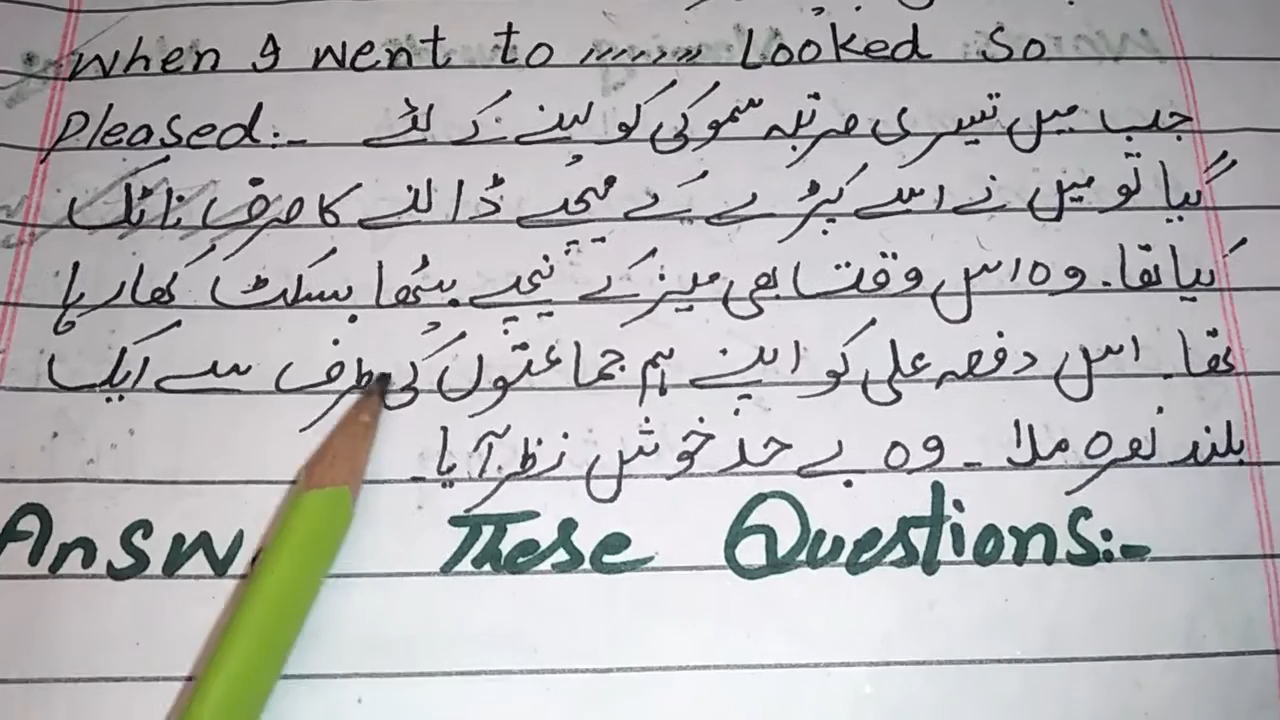 When I went to ,,,,,,,, Looked So
Pleased:- جب میں تیسری مرتبہ سموکی کو لینے کے لئے
گیا تو میں نے اسے کپڑے کے نیچے ڈالنے کا صرف ناٹک
کیا تھا۔ وہ اس وقت بھی میز کے نیچے بیٹھا بسکٹ کھا رہا
تھا۔ اس دفعہ علی کو اپنے ہم جماعتوں کی طرف سے ایک
بلند نعرہ ملا ۔ وہ بے حد خوش نظر آیا۔
Answ These Questions:-